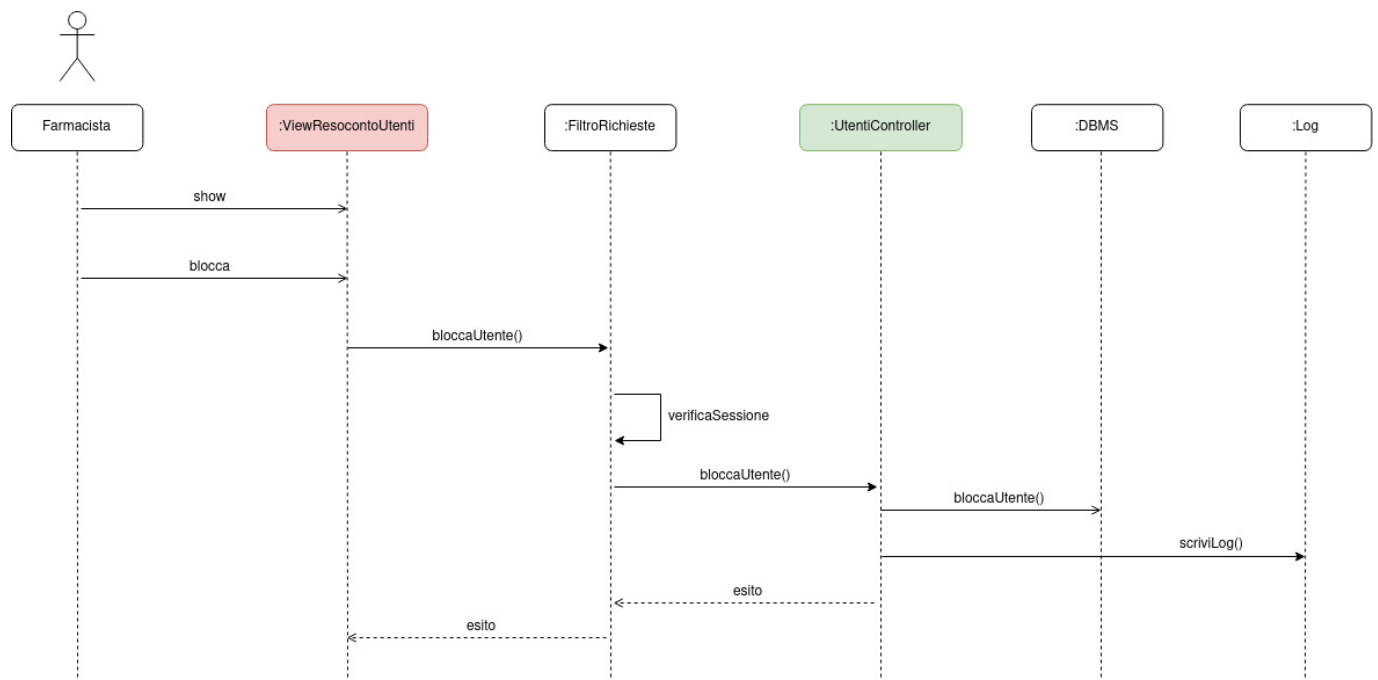 Farmacista
:ViewResocontoUtenti
:FiltroRichieste
:UtentiController
:DBMS
:Log
show
blocca
bloccaUtente()
verificaSessione
bloccaUtente()
bloccaUtente()
scriviLog()
esito
esito